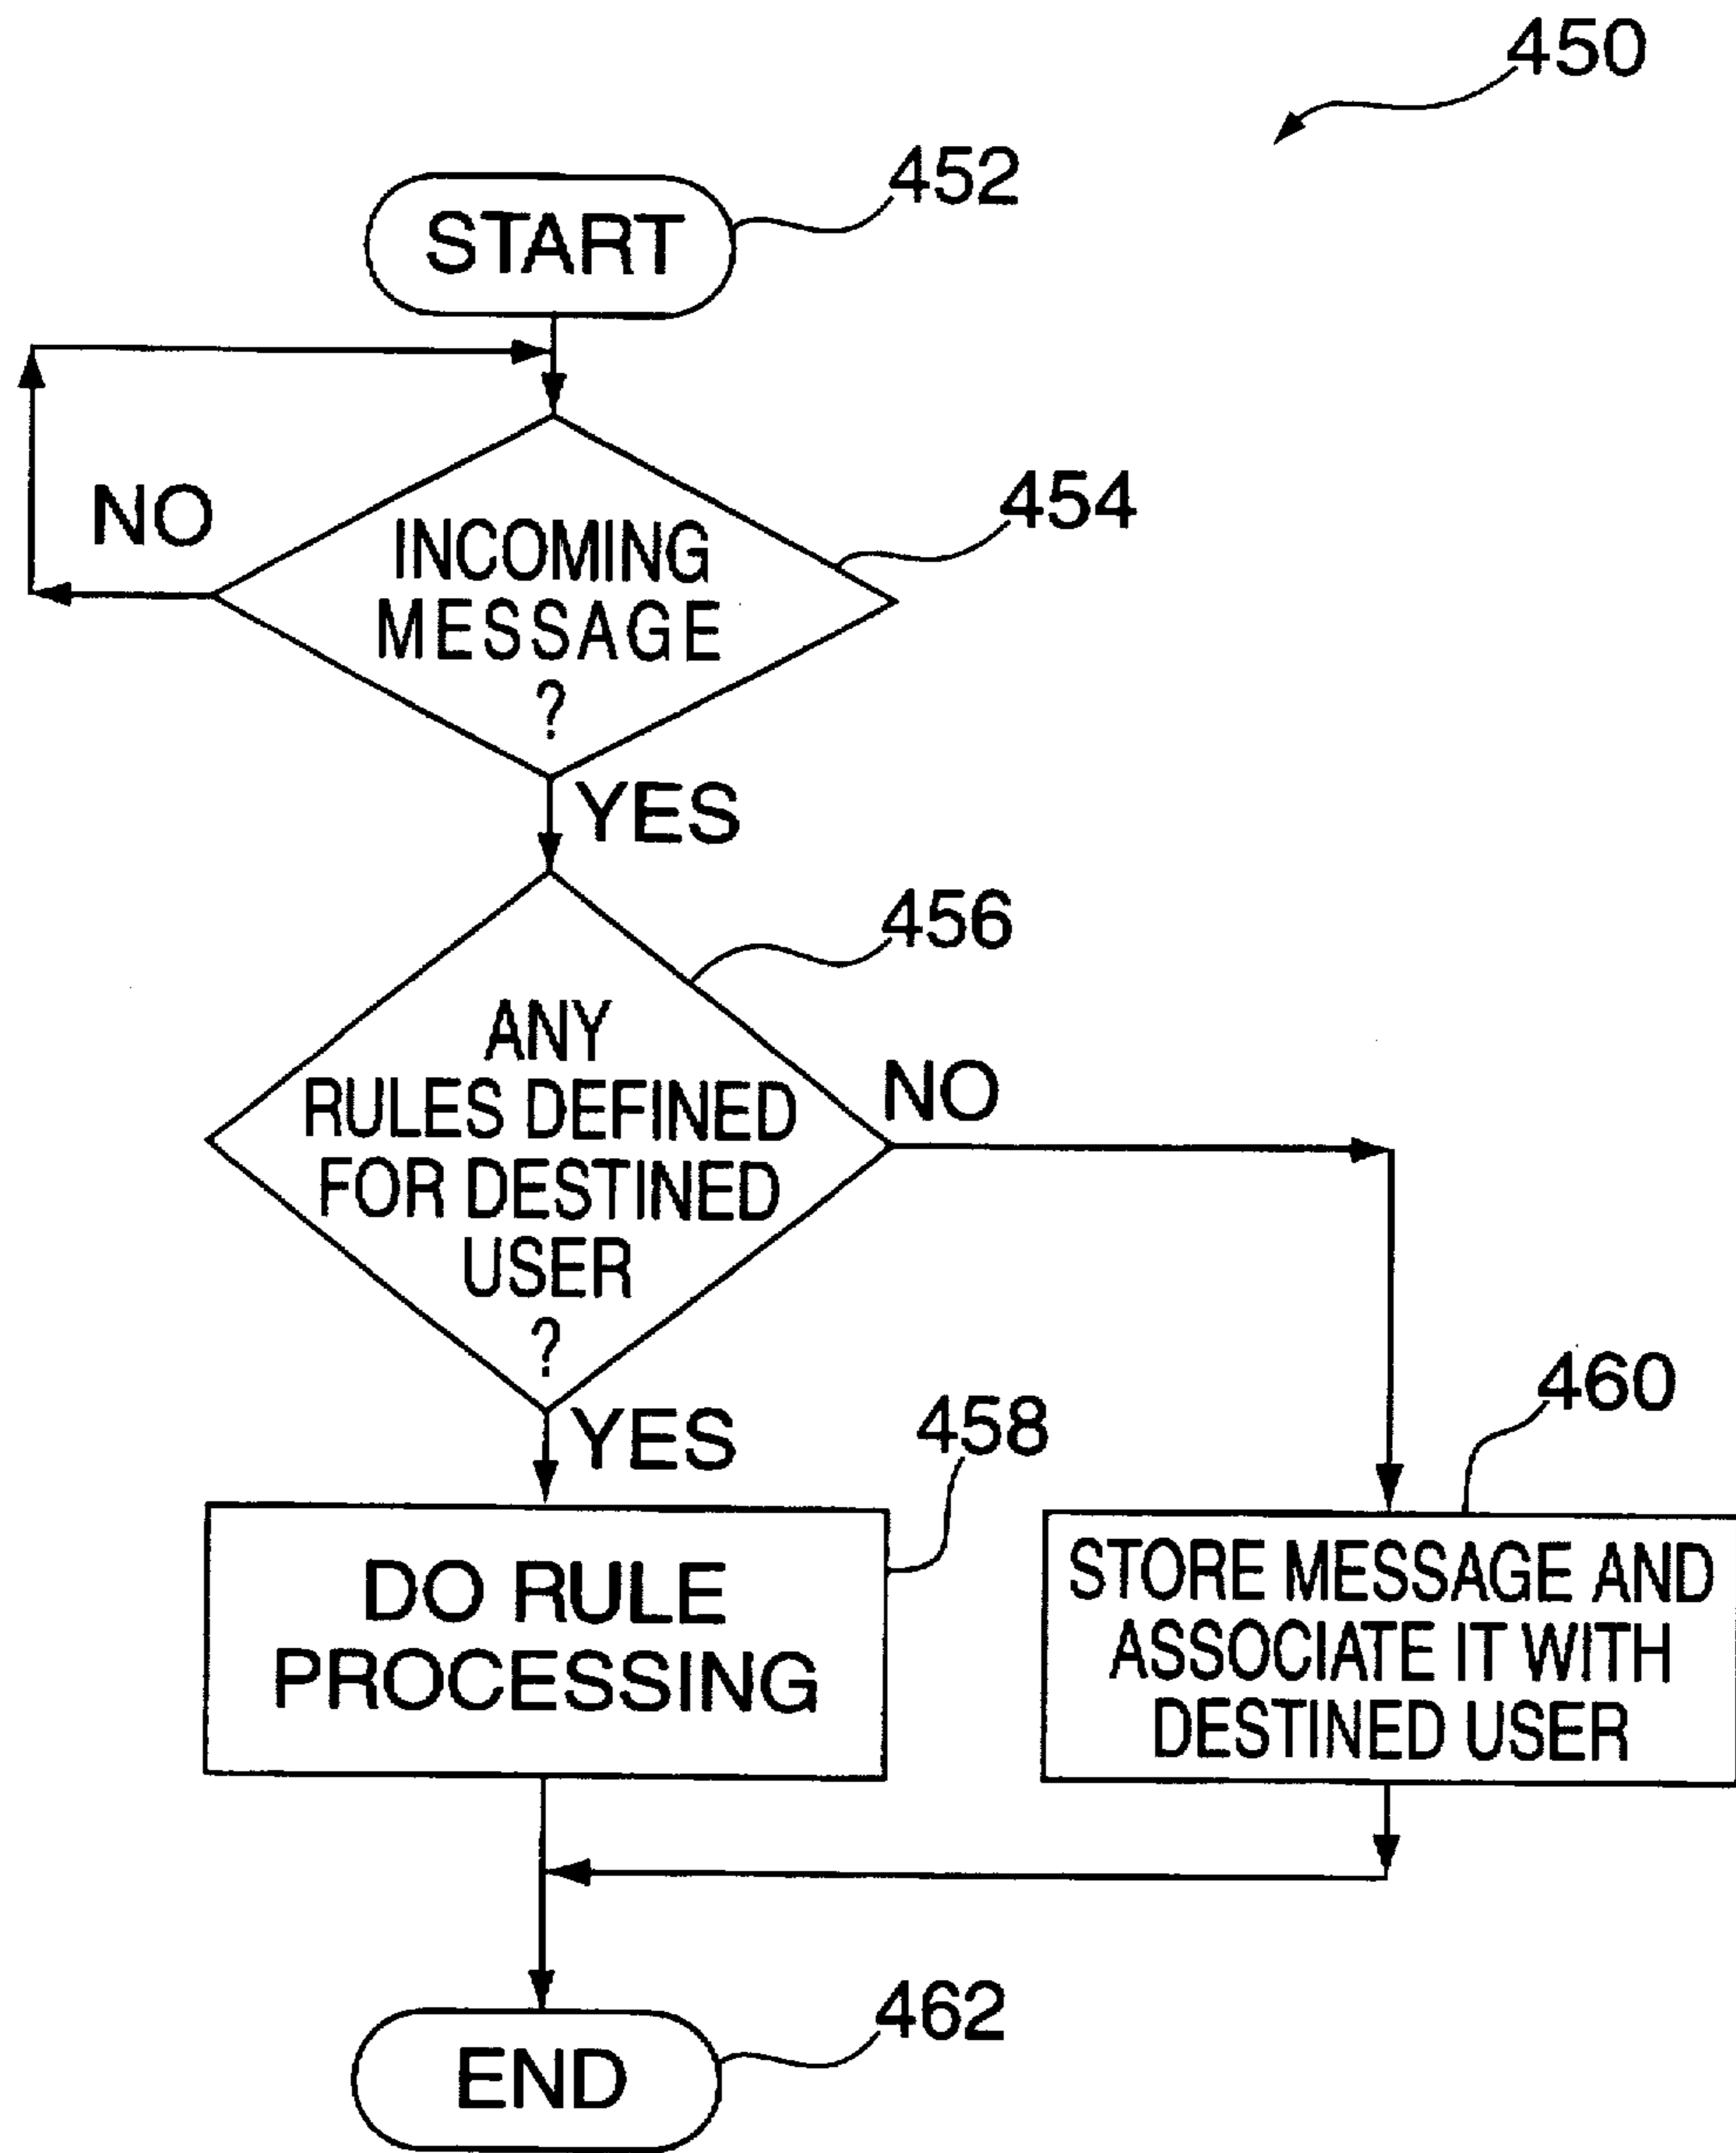 450
452
START
NO
454
INCOMING
MESSAGE
?
YES
456
ANY
RULES DEFINED
FOR DESTINED
USER
?
NO
YES
458
460
DO RULE
PROCESSING
STORE MESSAGE AND
ASSOCIATE IT WITH
DESTINED USER
462
END